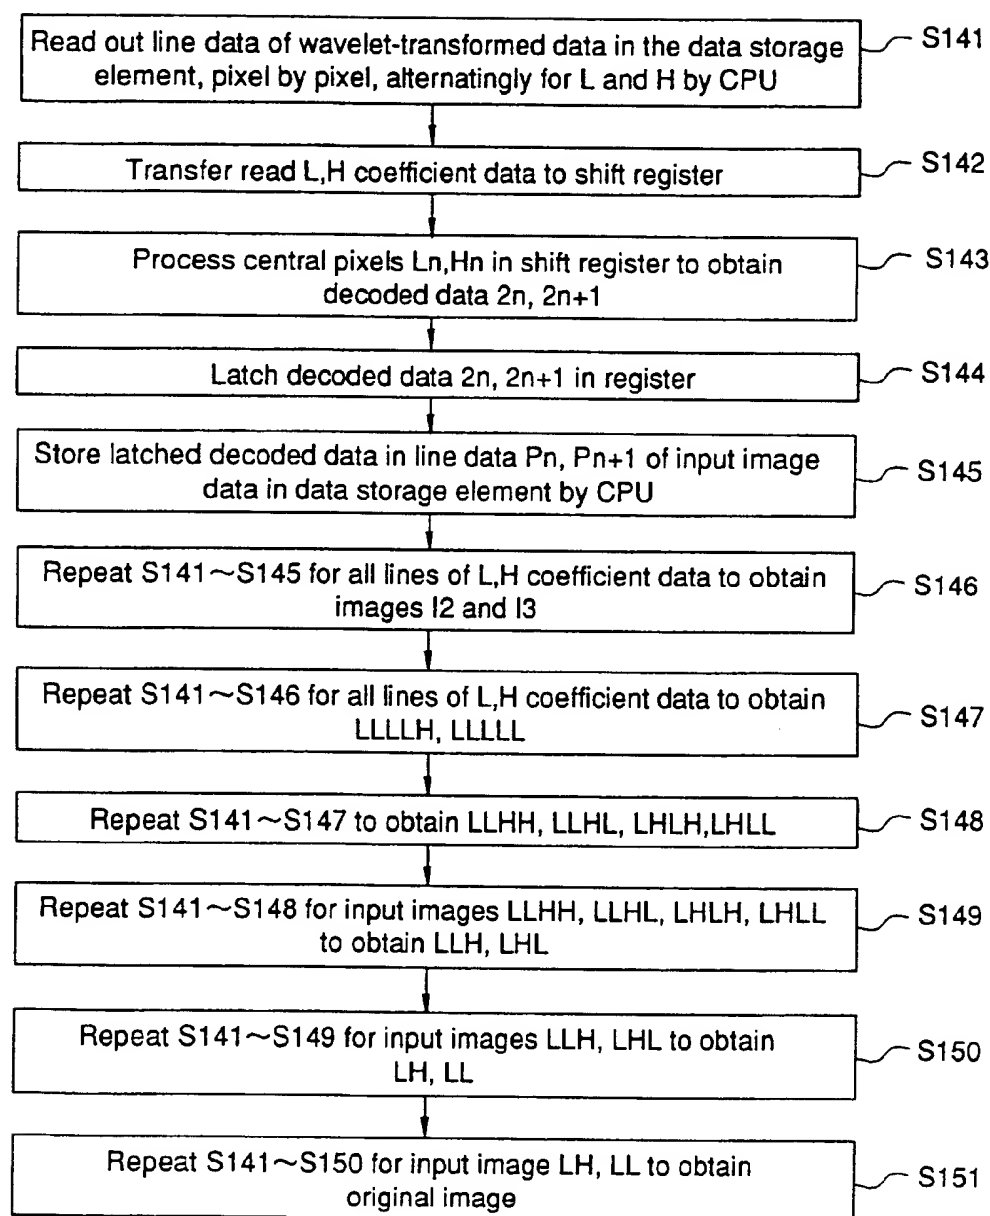 Read out line data of wavelet-transformed data in the data storage
element, pixel by pixel, alternatingly for L and H by CPU
S141
Transfer read L,H coefficient data to shift register
S142
Process central pixels Ln,Hn in shift register to obtain
decoded data 2n, 2n+1
S143
Latch decoded data 2n, 2n+1 in register
S144
Store latched decoded data in line data Pn, Pn+1 of input image
data in data storage element by CPU
S145
Repeat S141~S145 for all lines of L,H coefficient data to obtain
images I2 and I3
S146
Repeat S141~S146 for all lines of L,H coefficient data to obtain
LLLLH, LLLLL
S147
Repeat S141~S147 to obtain LLHH, LLHL, LHLH,LHLL
S148
Repeat S141~S148 for input images LLHH, LLHL, LHLH, LHLL
to obtain LLH, LHL
S149
Repeat S141~S149 for input images LLH, LHL to obtain
LH, LL
S150
Repeat S141~S150 for input image LH, LL to obtain
original image
S151